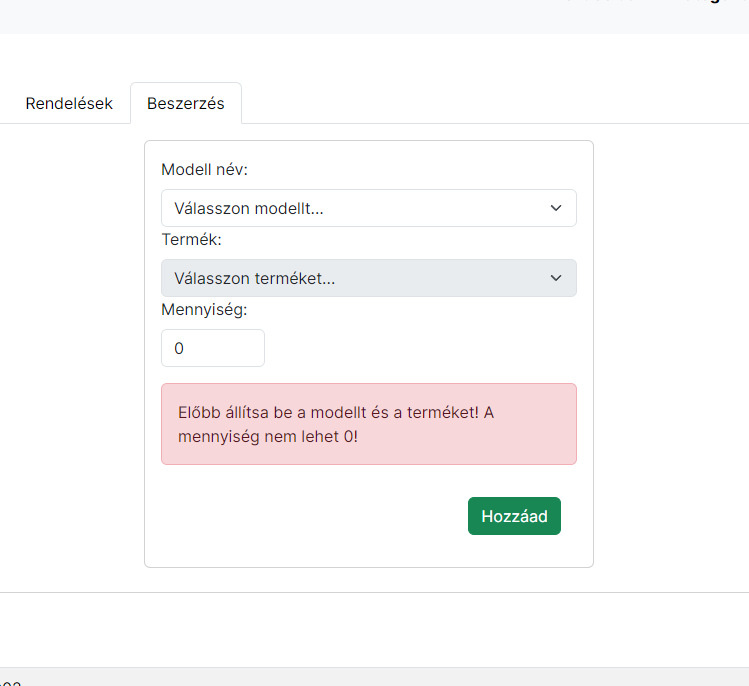 Rendelések
Beszerzés
Modell név:
Válasszon modellt...
Termék:
Válasszon terméket...
Mennyiség:
0
Előbb állítsa be a modellt és a terméket! A
mennyiség nem lehet 0!
Hozzáad